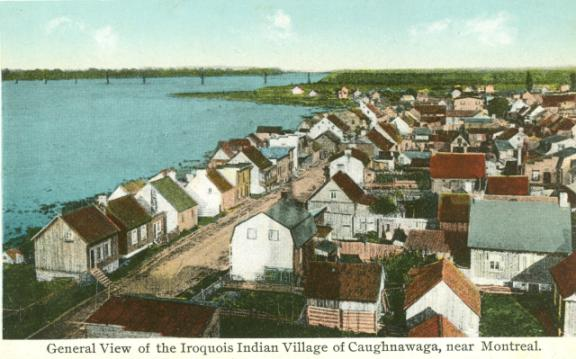 General View of the Iroquois Indian Village of Caughnawaga, near Montreal.